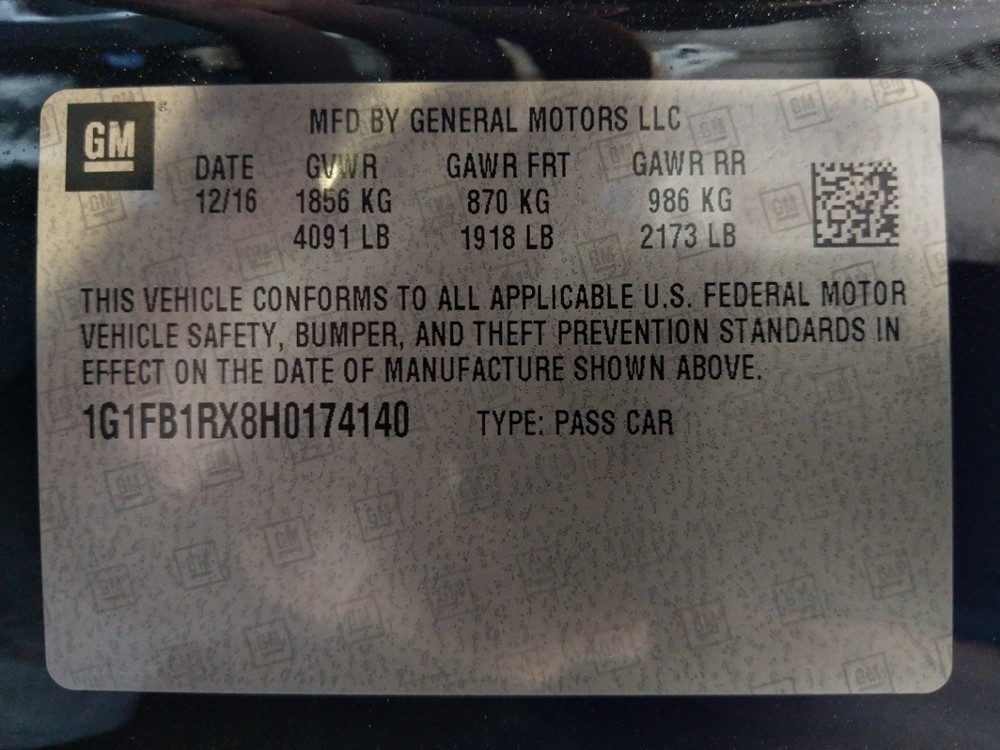 GM
MFD BY GENERAL MOTORS LLC
DATE GVWR GAWR FRT GAWR RR
12/16 1856 KG 870 KG 986 KG
4091 LB 1918 LB 2173 LB
THIS VEHICLE CONFORMS TO ALL APPLICABLE U.S. FEDERAL MOTOR
VEHICLE SAFETY, BUMPER, AND THEFT PREVENTION STANDARDS IN
EFFECT ON THE DATE OF MANUFACTURE SHOWN ABOVE.
1G1FB1RX8H0174140 TYPE: PASS CAR